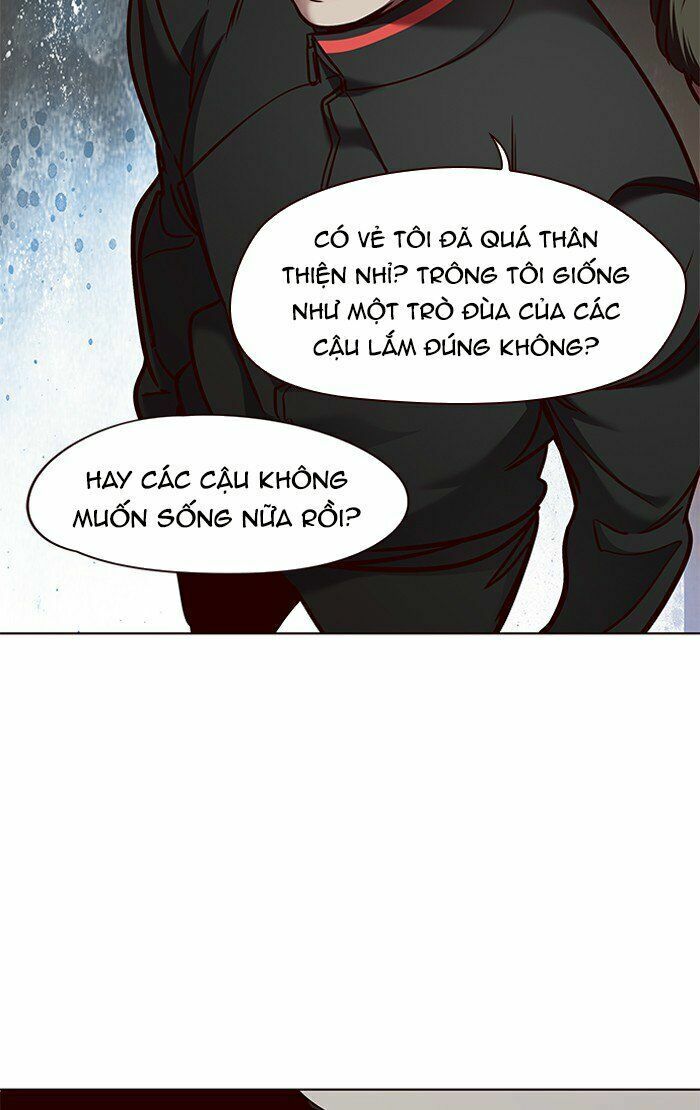 CÓ VẺ TÔI ĐÃ QUÁ THÂN
THIỆN NHỈ? TRÔNG TÔI GIỐNG
NHƯ MỘT TRÒ ĐÙA CỦA CÁC
CẬU LẮM ĐÚNG KHÔNG?
HAY CÁC CẬU KHÔNG
MUỐN SỐNG NỮA RỒI?